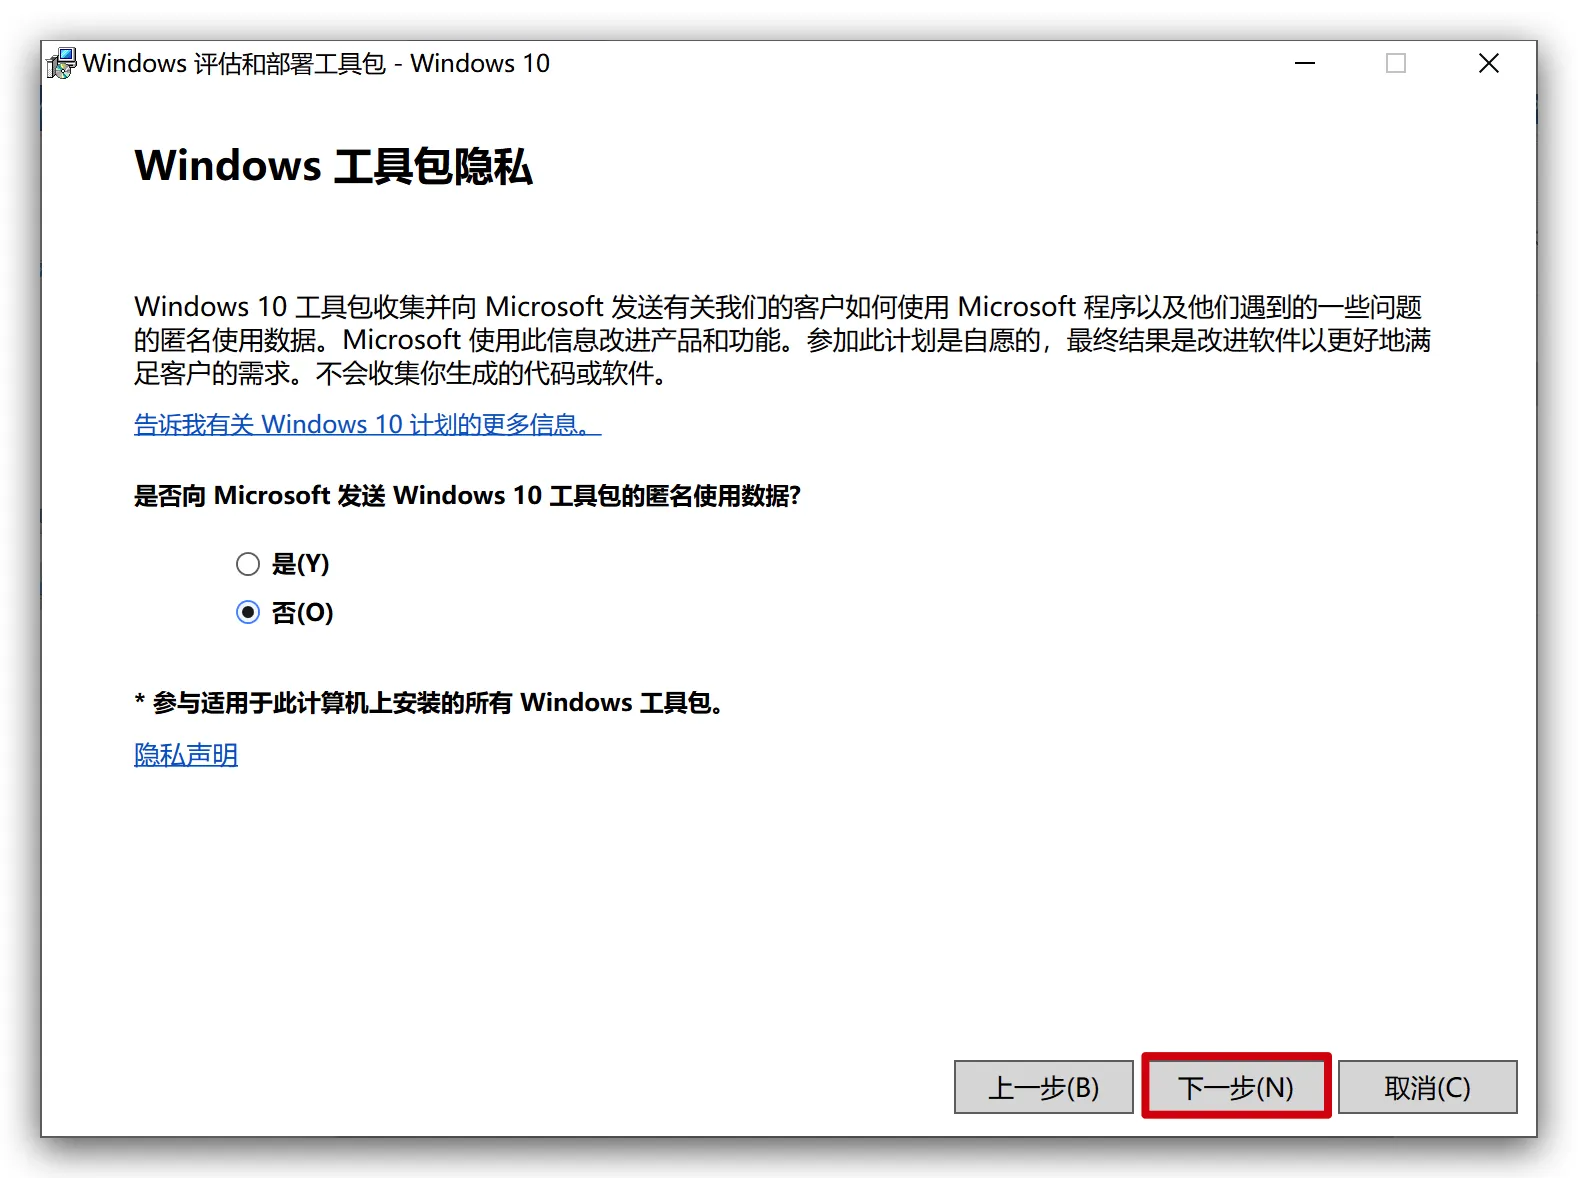 Windows 评估和部署工具包 - Windows 10
Windows 工具包隐私
Windows 10 工具包收集并向 Microsoft 发送有关我们的客户如何使用 Microsoft 程序以及他们遇到的一些问题
的匿名使用数据。Microsoft 使用此信息改进产品和功能。参加此计划是自愿的，最终结果是改进软件以更好地满
足客户的需求。不会收集你生成的代码或软件。
告诉我有关 Windows 10 计划的更多信息。
是否向 Microsoft 发送 Windows 10 工具包的匿名使用数据?
是(Y)
否(O)
* 参与适用于此计算机上安装的所有 Windows 工具包。
隐私声明
上一步(B)
下一步(N)
取消(C)